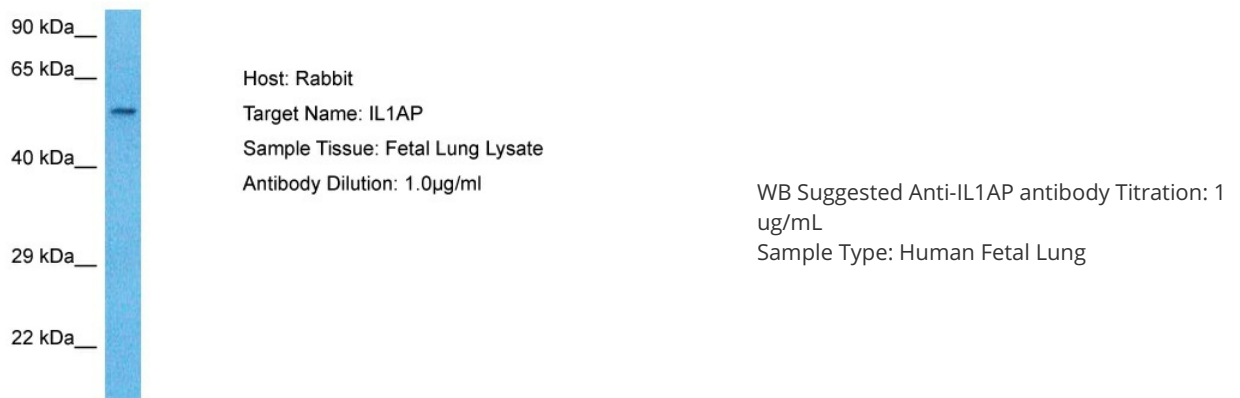 90 kDa__
65 kDa__
40 kDa__
29 kDa__
22 kDa__
Host: Rabbit
Target Name: IL1AP
Sample Tissue: Fetal Lung Lysate
Antibody Dilution: 1.0µg/ml
WB Suggested Anti-IL1AP antibody Titration: 1
ug/mL
Sample Type: Human Fetal Lung